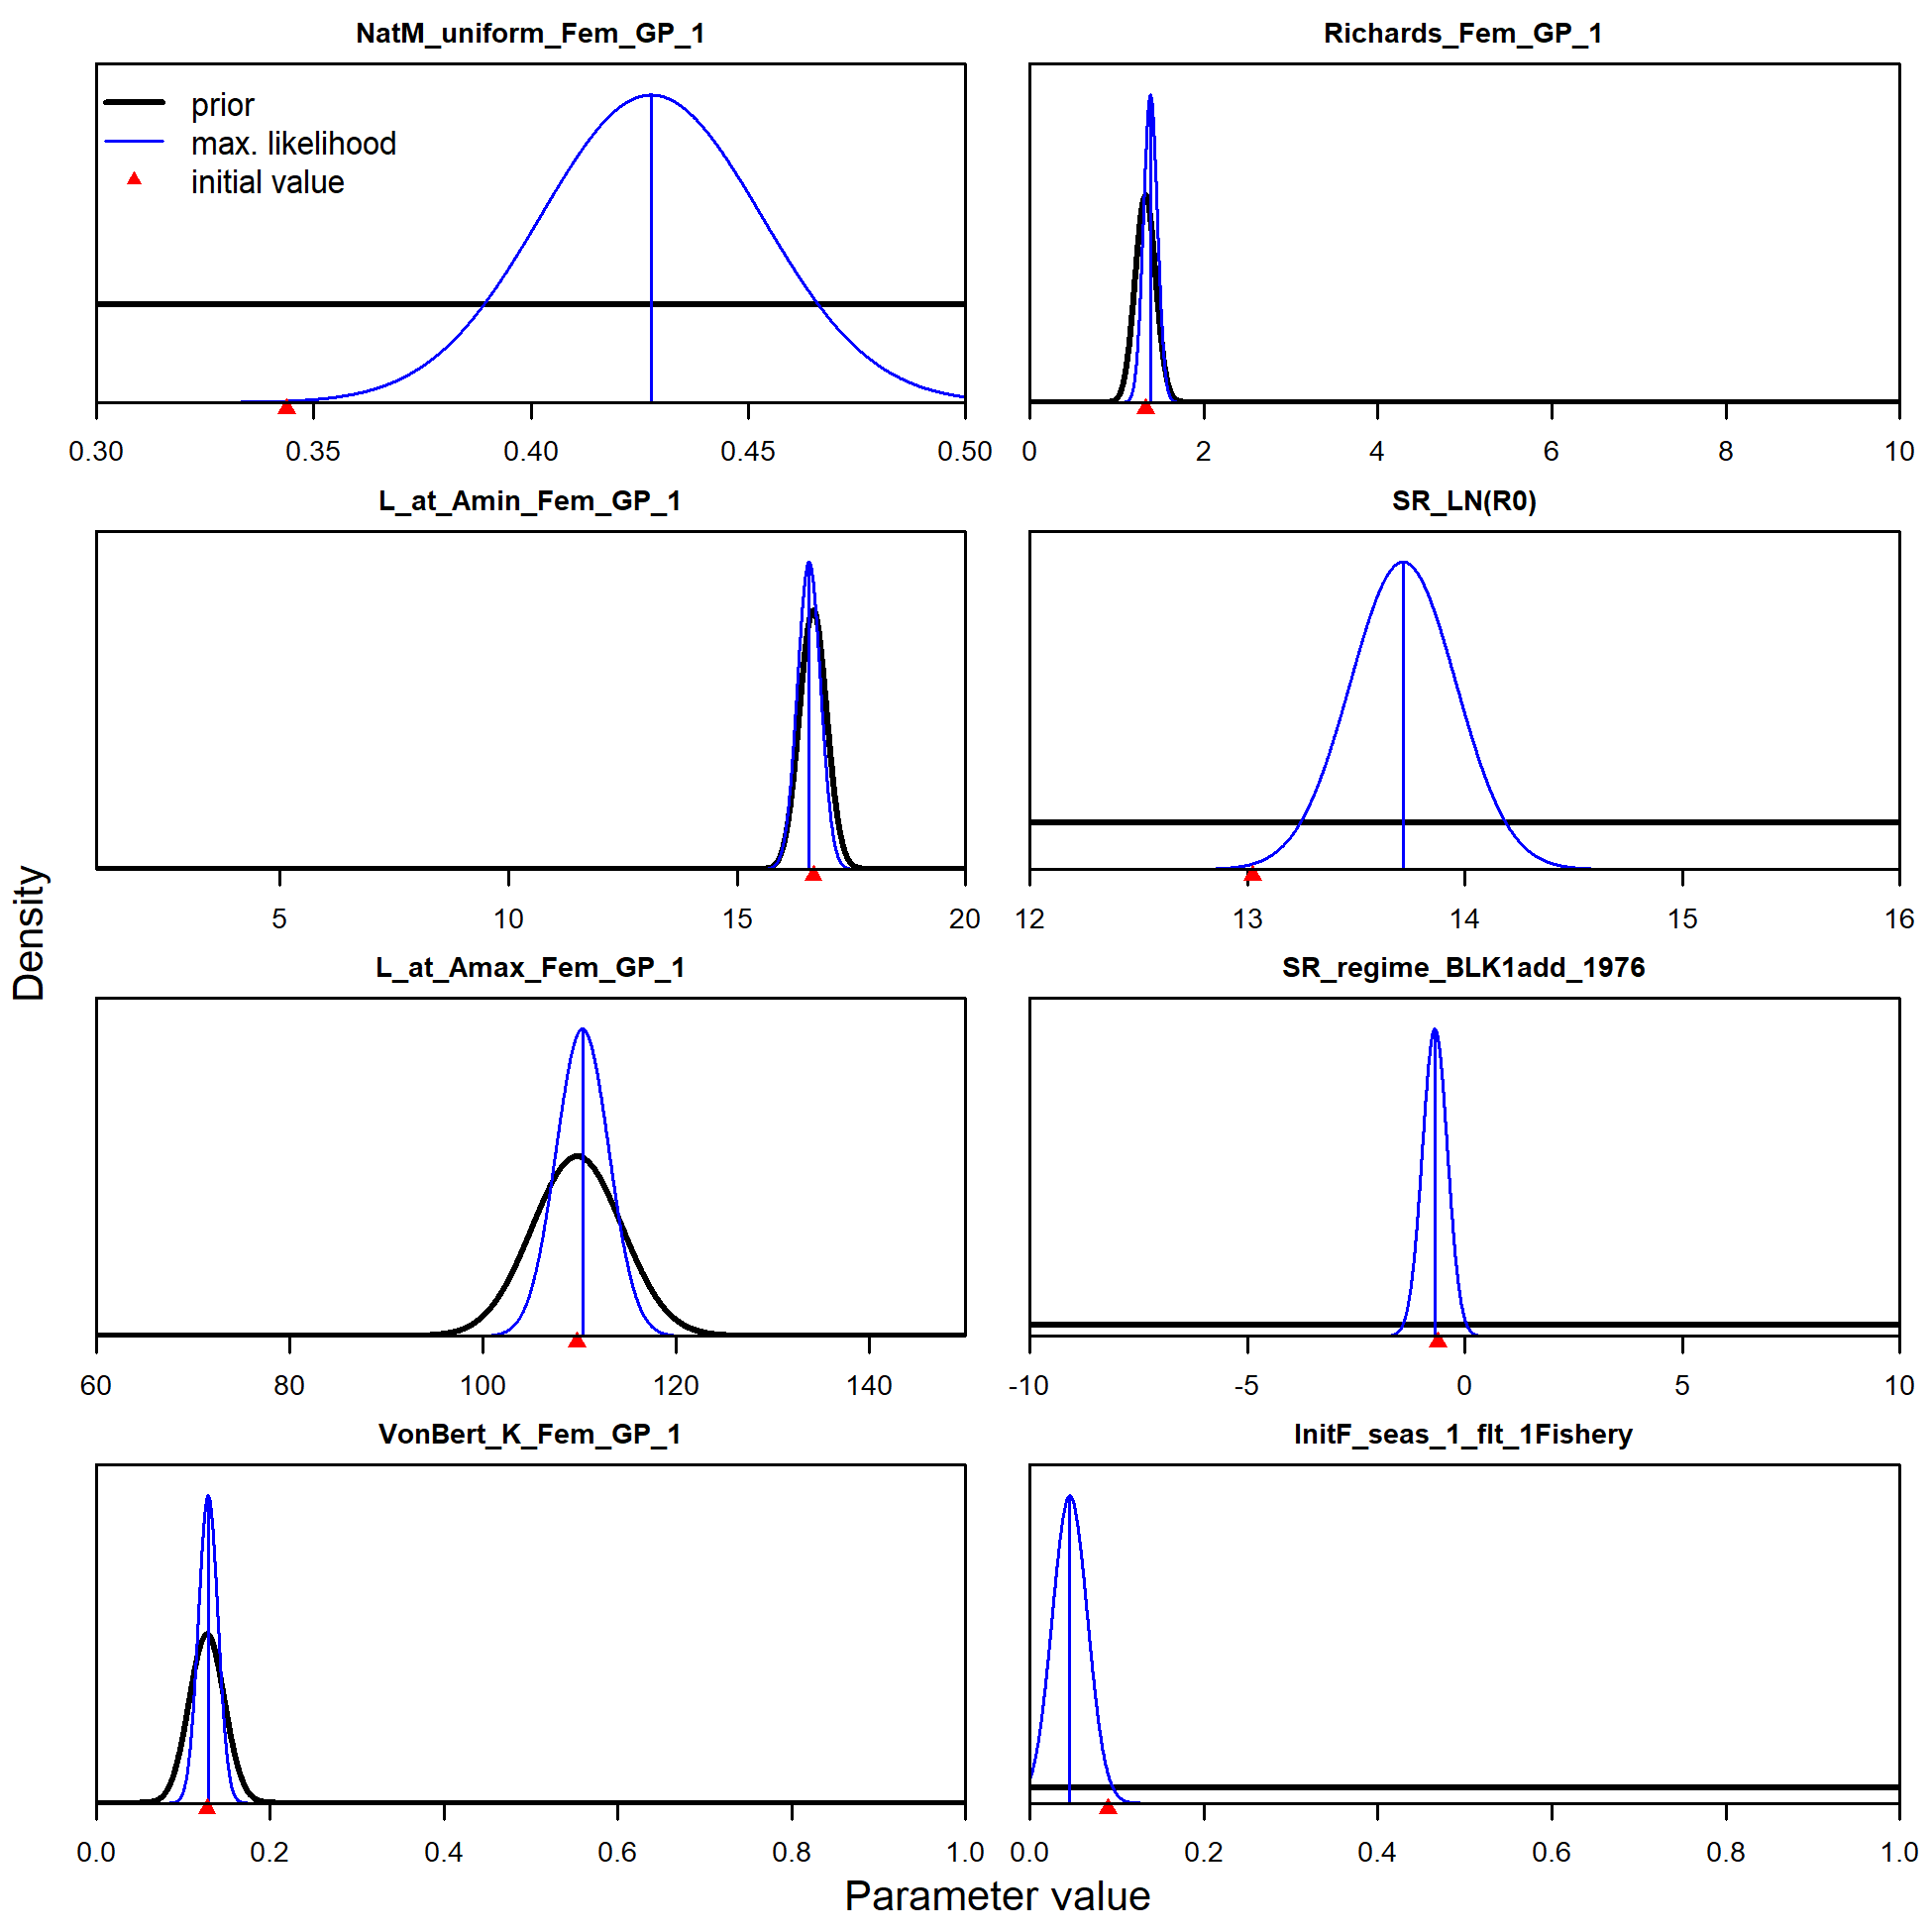 NatM_uniform_Fem_GP_1
prior
max. likelihood
initial value
0.30 0.35 0.40 0.45 0.50
Richards_Fem_GP_1
0 2 4 6 8 10
L_at_Amin_Fem_GP_1
5 10 15 20
SR_LN(R0)
12 13 14 15 16
Density
L_at_Amax_Fem_GP_1
60 80 100 120 140
SR_regime_BLK1add_1976
-10 -5 0 5 10
VonBert_K_Fem_GP_1
0.0 0.2 0.4 0.6 0.8 1.0
InitF_seas_1_flt_1Fishery
0.0 0.2 0.4 0.6 0.8 1.0
Parameter value